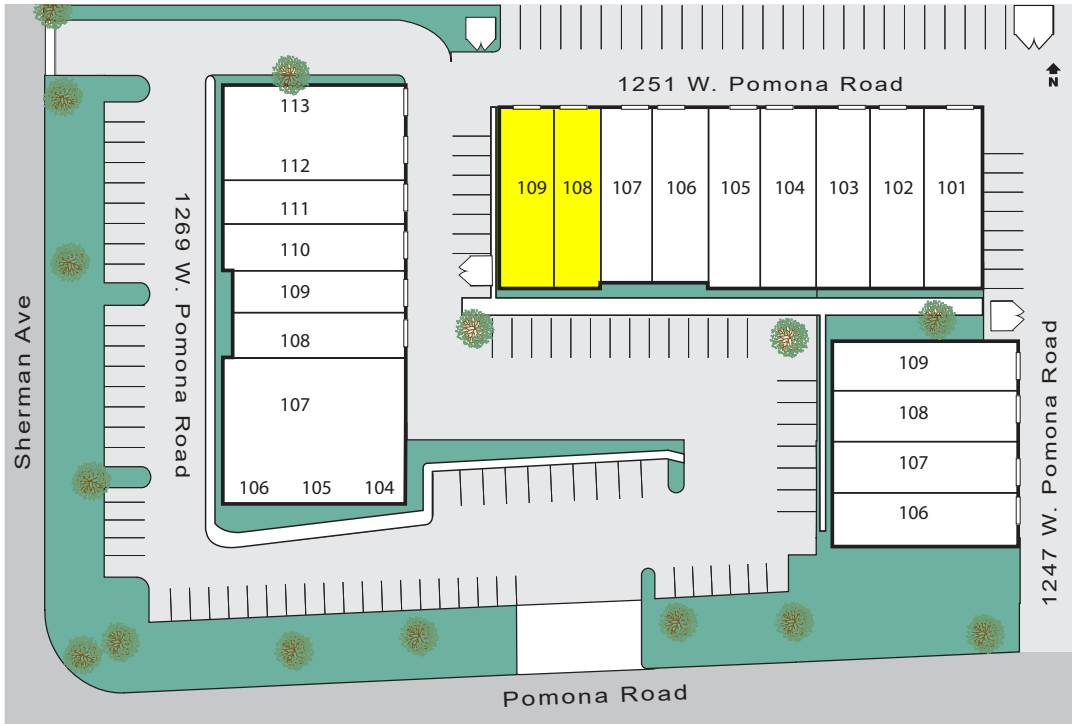 1251 W. Pomona Road
N
113
112
111
110
109
108
107
106 105 104
1269 W. Pomona Road
Sherman Ave
109 108 107 106 105 104 103 102 101
109
108
107
106
1247 W. Pomona Road
Pomona Road